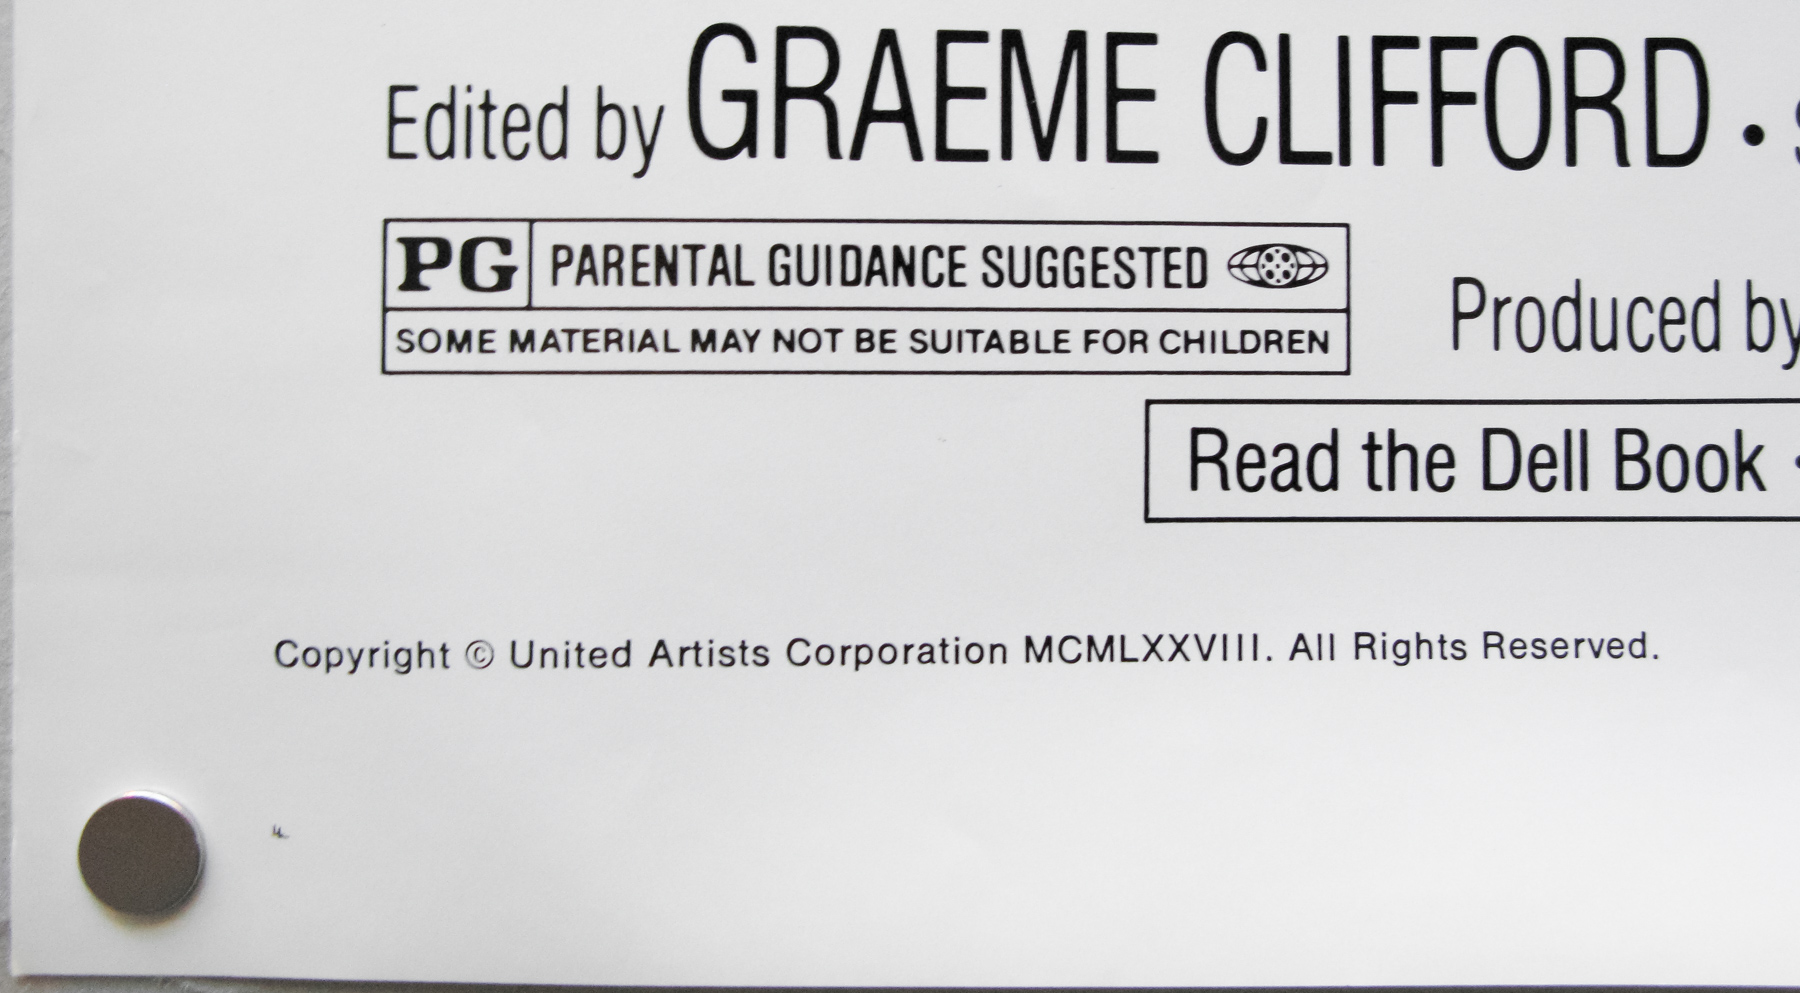 Edited by GRAEME CLIFFORD •
PG PARENTAL GUIDANCE SUGGESTED
SOME MATERIAL MAY NOT BE SUITABLE FOR CHILDREN
Produced by
Read the Dell Book
Copyright © United Artists Corporation MCMLXXVIII. All Rights Reserved.